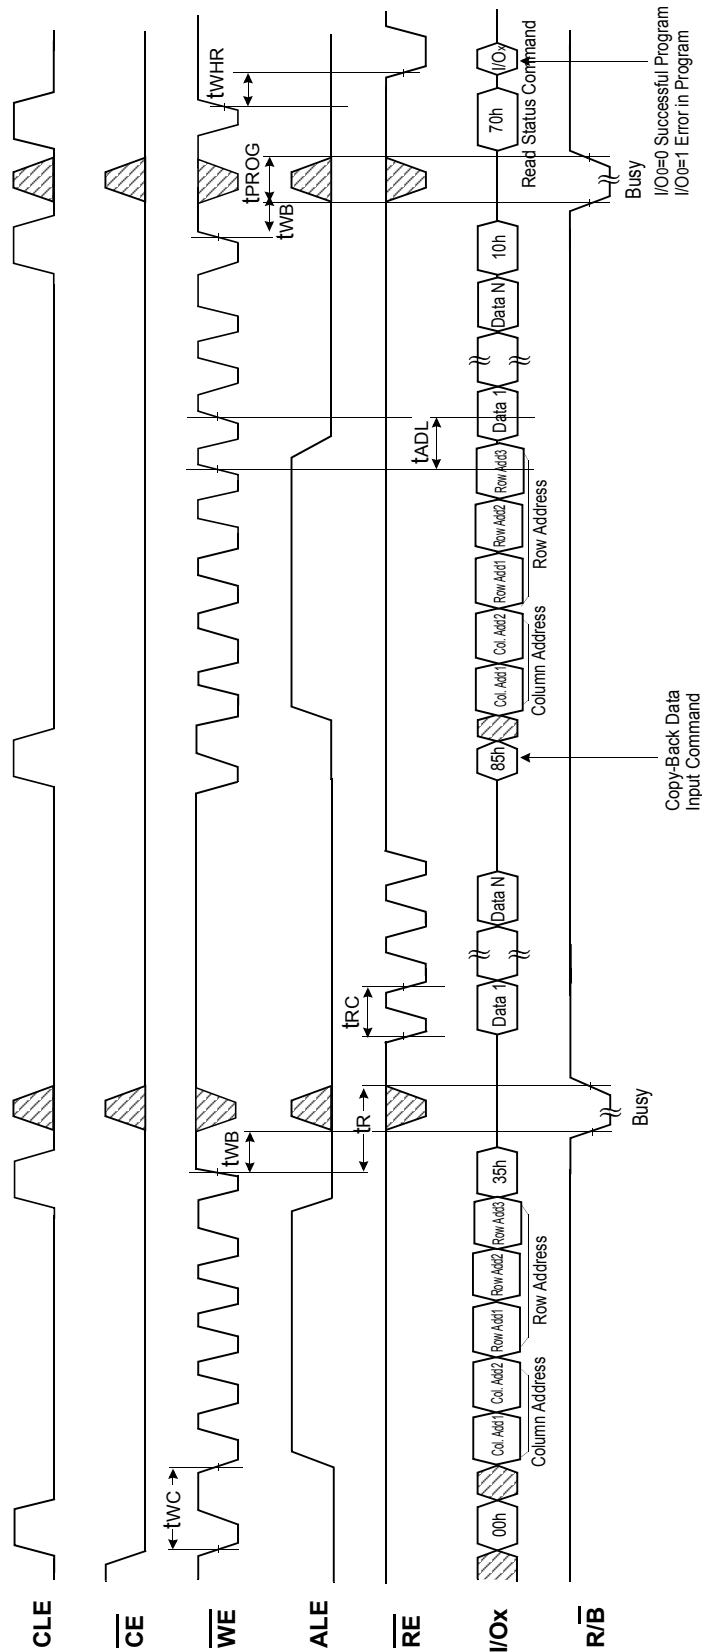 CLE
CE
WE
tWC
tWB
tWB
tPROG
tWHR
ALE
tR
tADL
RE
tRC
I/Ox
00h
Col. Add1
Col. Add2
Row Add1
Row Add2
Row Add3
35h
Data 1
Data N
85h
Col. Add1
Col. Add2
Row Add1
Row Add2
Row Add3
Data 1
Data N
10h
70h
I/Ox
Column Address
Row Address
Column Address
Row Address
Read Status Command
R/B
Busy
Busy
Copy-Back Data
Input Command
I/O0=0 Successful Program
I/O0=1 Error in Program